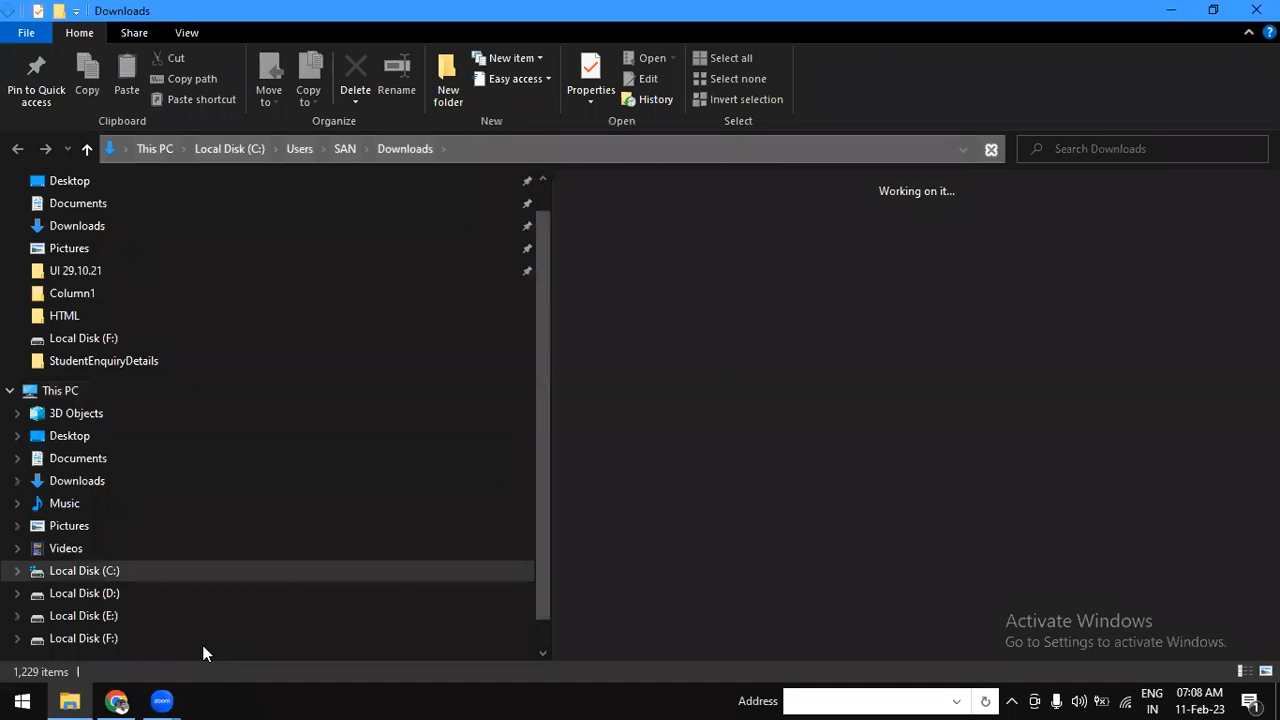 Downloads
File
Home
Share
View
Pin to Quick access
Copy
Paste
Cut
Copy path
Paste shortcut
Clipboard
Move to
Copy to
Delete
Rename
Organize
New folder
New item
Easy access
New
Properties
Open
Edit
History
Open
Select all
Select none
Invert selection
Select
This PC
Local Disk (C:)
Users
SAN
Downloads
Search Downloads
Desktop
Documents
Downloads
Pictures
UI 29.10.21
Column1
HTML
Local Disk (F:)
StudentEnquiryDetails
This PC
3D Objects
Desktop
Documents
Downloads
Music
Pictures
Videos
Local Disk (C:)
Local Disk (D:)
Local Disk (E:)
Local Disk (F:)
Working on it...
Activate Windows
Go to Settings to activate Windows.
1,229 items
zoom
Address
ENG
IN
07:08 AM
11-Feb-23
1